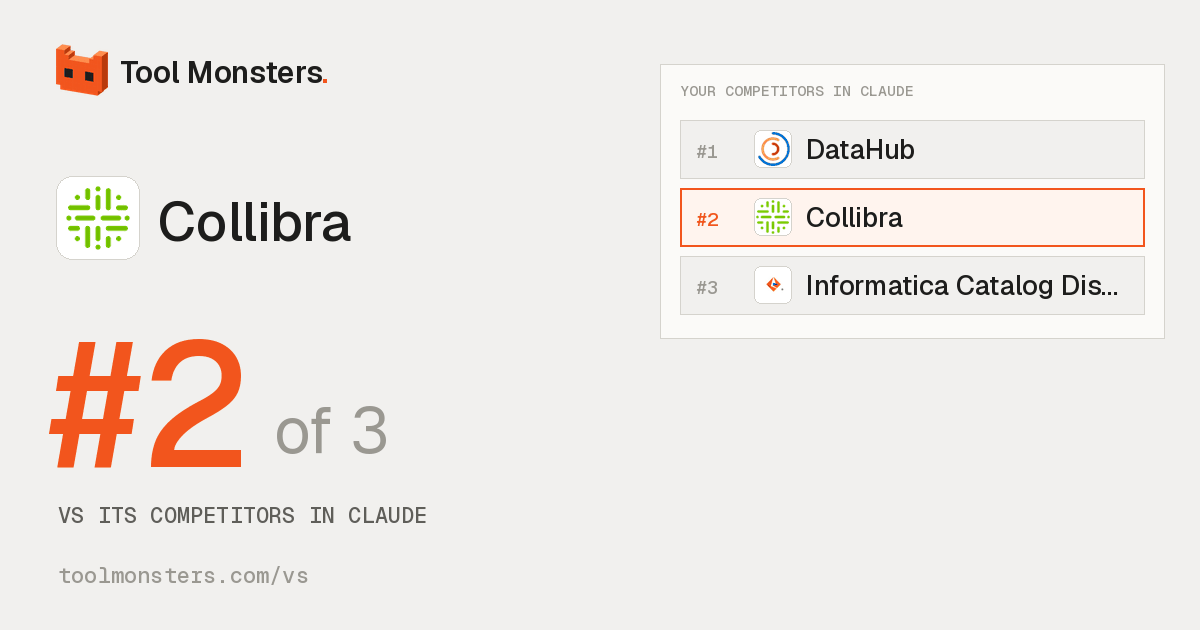 Tool Monsters.
Collibra
#2 of 3
VS ITS COMPETITORS IN CLAUDE
toolmonsters.com/vs
YOUR COMPETITORS IN CLAUDE
#1 DataHub
#2 Collibra
#3 Informatica Catalog Dis...